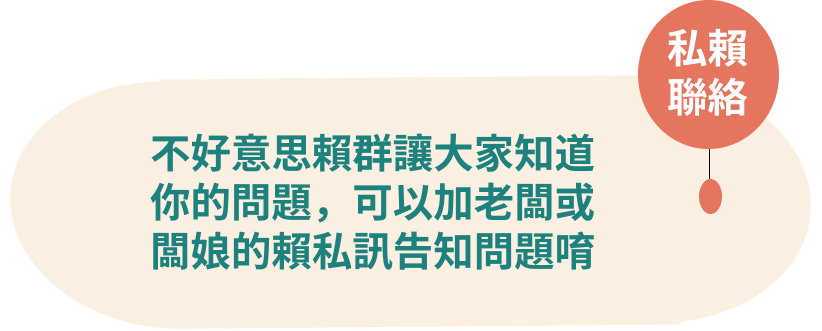 私賴
聯絡
不好意思賴群讓大家知道
你的問題，可以加老闆或
闆娘的賴私訊告知問題唷